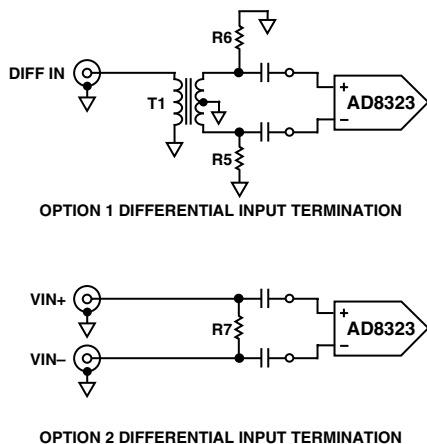 R6
DIFF IN
T1
+
AD8323
–
R5
OPTION 1 DIFFERENTIAL INPUT TERMINATION
VIN+
+
R7
AD8323
–
VIN–
OPTION 2 DIFFERENTIAL INPUT TERMINATION